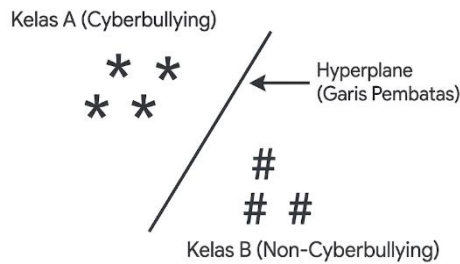 Kelas A (Cyberbullying)
* *
* *
Hyperplane
(Garis Pembatas)
#
# #
Kelas B (Non-Cyberbullying)